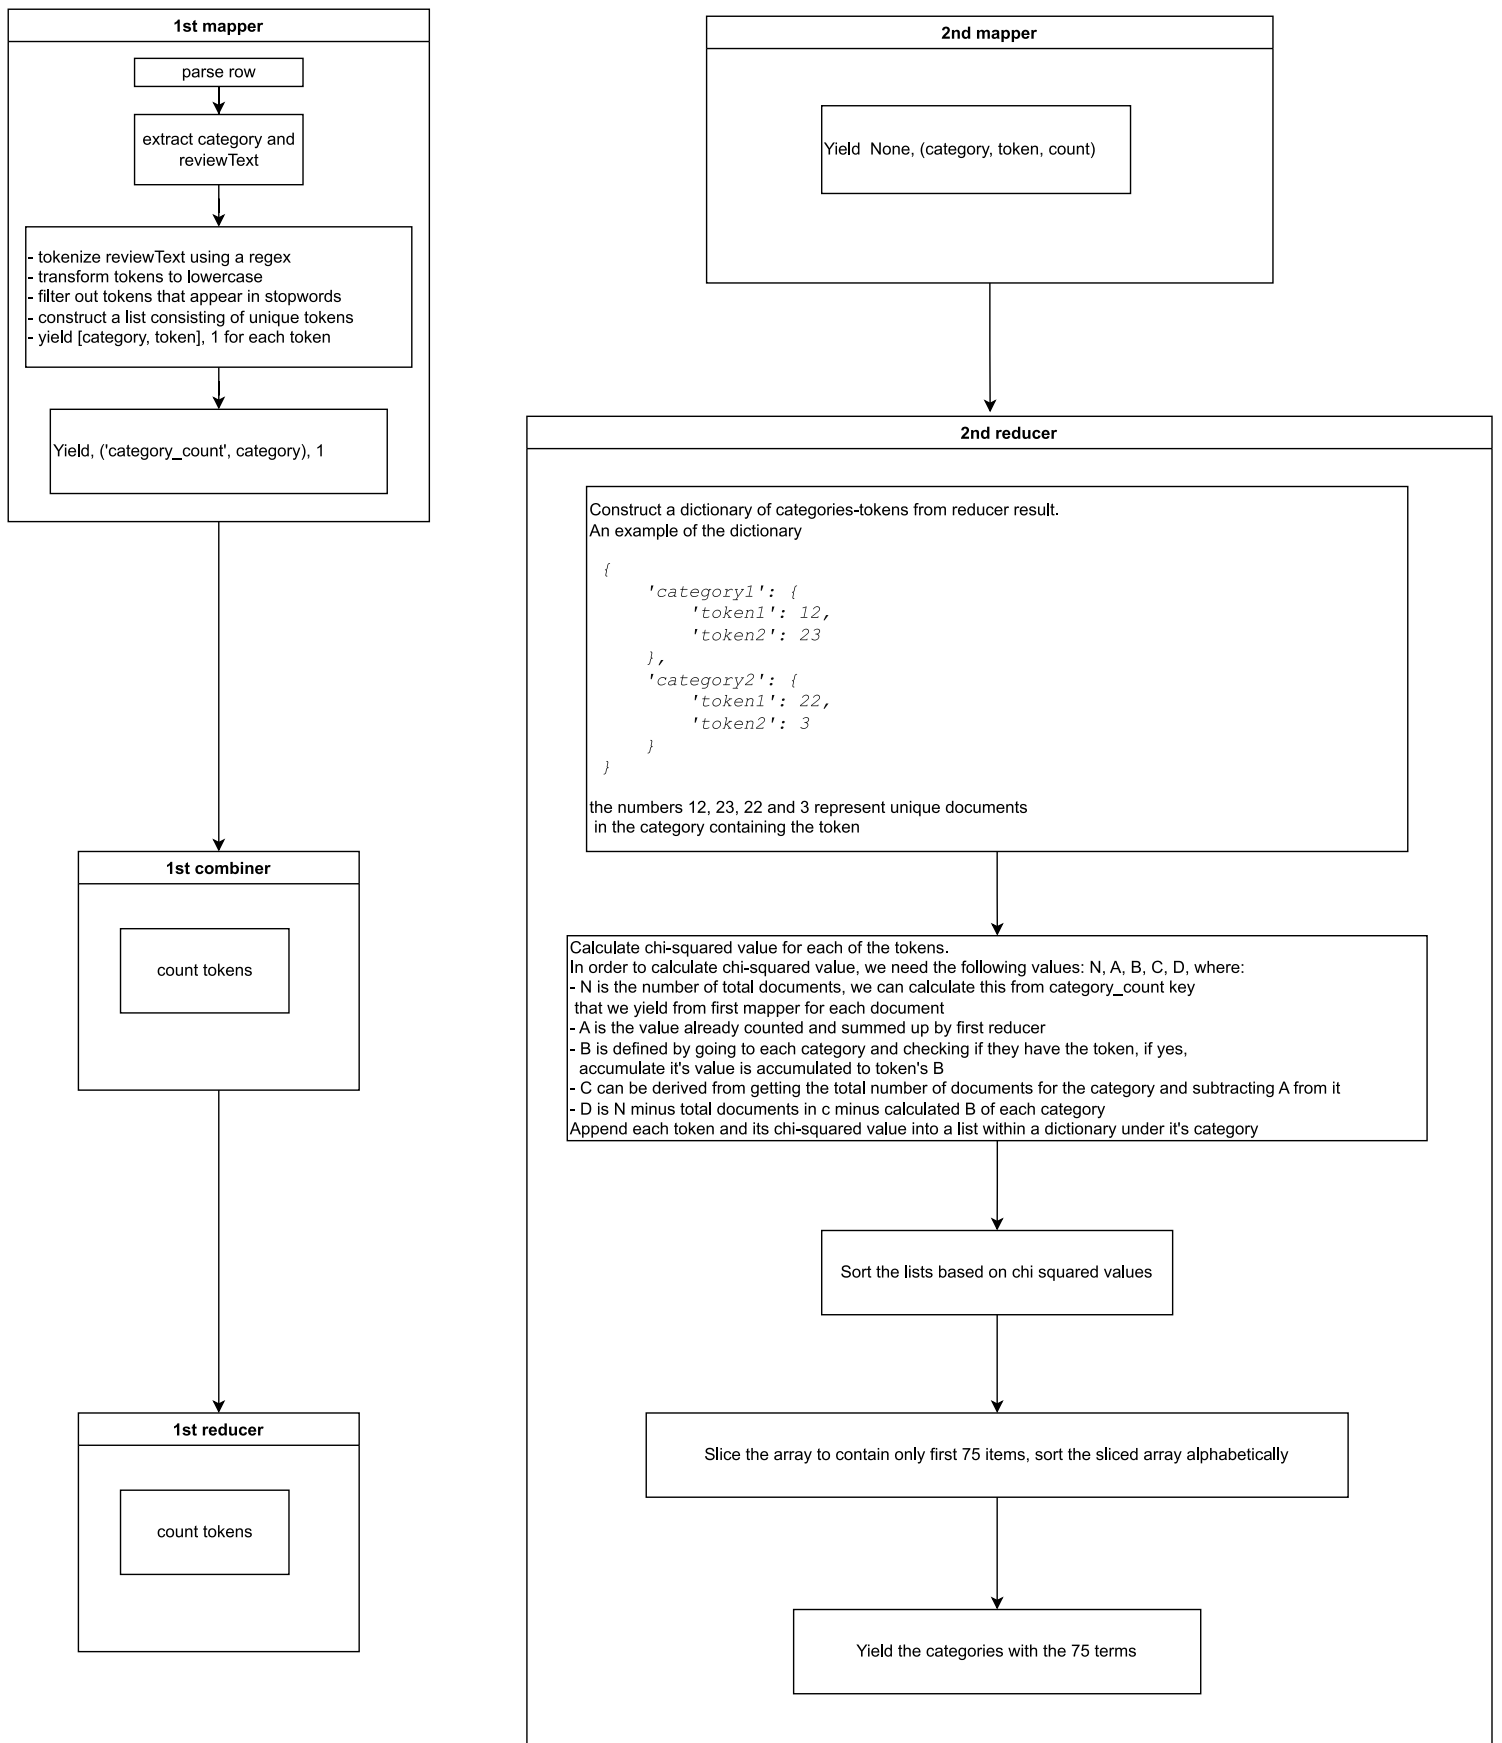 1st mapper
parse row
extract category and
reviewText
- tokenize reviewText using a regex
- transform tokens to lowercase
- filter out tokens that appear in stopwords
- construct a list consisting of unique tokens
- yield [category, token], 1 for each token
Yield, ('category_count', category), 1
1st combiner
count tokens
1st reducer
count tokens
2nd mapper
Yield  None, (category, token, count)
2nd reducer
Construct a dictionary of categories-tokens from reducer result.
An example of the dictionary
{
'category1': {
'token1': 12,
'token2': 23
},
'category2': {
'token1': 22,
'token2': 3
}
}
the numbers 12, 23, 22 and 3 represent unique documents
in the category containing the token
Calculate chi-squared value for each of the tokens.
In order to calculate chi-squared value, we need the following values: N, A, B, C, D, where:
- N is the number of total documents, we can calculate this from category_count key
that we yield from first mapper for each document
- A is the value already counted and summed up by first reducer
- B is defined by going to each category and checking if they have the token, if yes,
accumulate it's value is accumulated to token's B
- C can be derived from getting the total number of documents for the category and subtracting A from it
- D is N minus total documents in c minus calculated B of each category
Append each token and its chi-squared value into a list within a dictionary under it's category
Sort the lists based on chi squared values
Slice the array to contain only first 75 items, sort the sliced array alphabetically
Yield the categories with the 75 terms